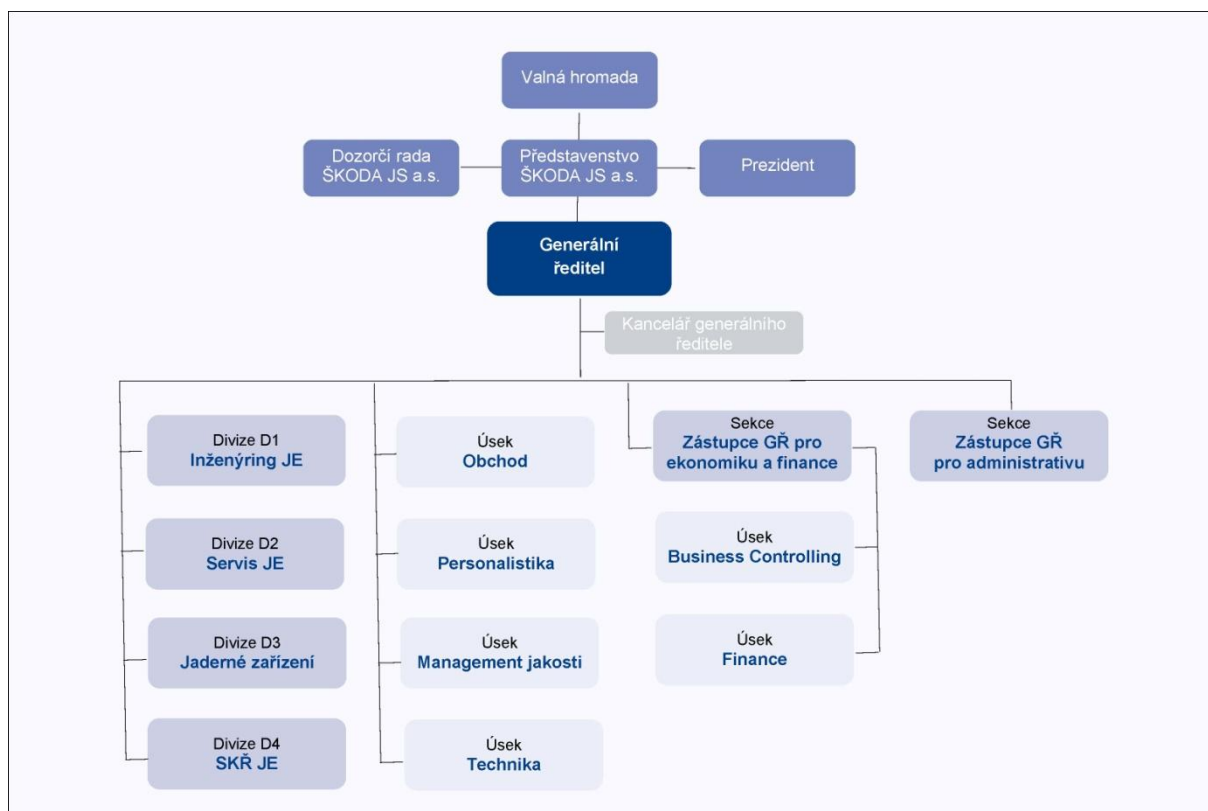 Valná hromada
Dozorčí rada
ŠKODA JS a.s.
Představenstvo
ŠKODA JS a.s.
Prezident
Generální
ředitel
Kancelář generálního
ředitele
Divize D1
Inženýring JE
Divize D2
Servis JE
Divize D3
Jaderné zařízení
Divize D4
SKŘ JE
Úsek
Obchod
Úsek
Personalistika
Úsek
Management jakosti
Úsek
Technika
Sekce
Zástupce GŘ pro
ekonomiku a finance
Úsek
Business Controlling
Úsek
Finance
Sekce
Zástupce GŘ
pro administrativu